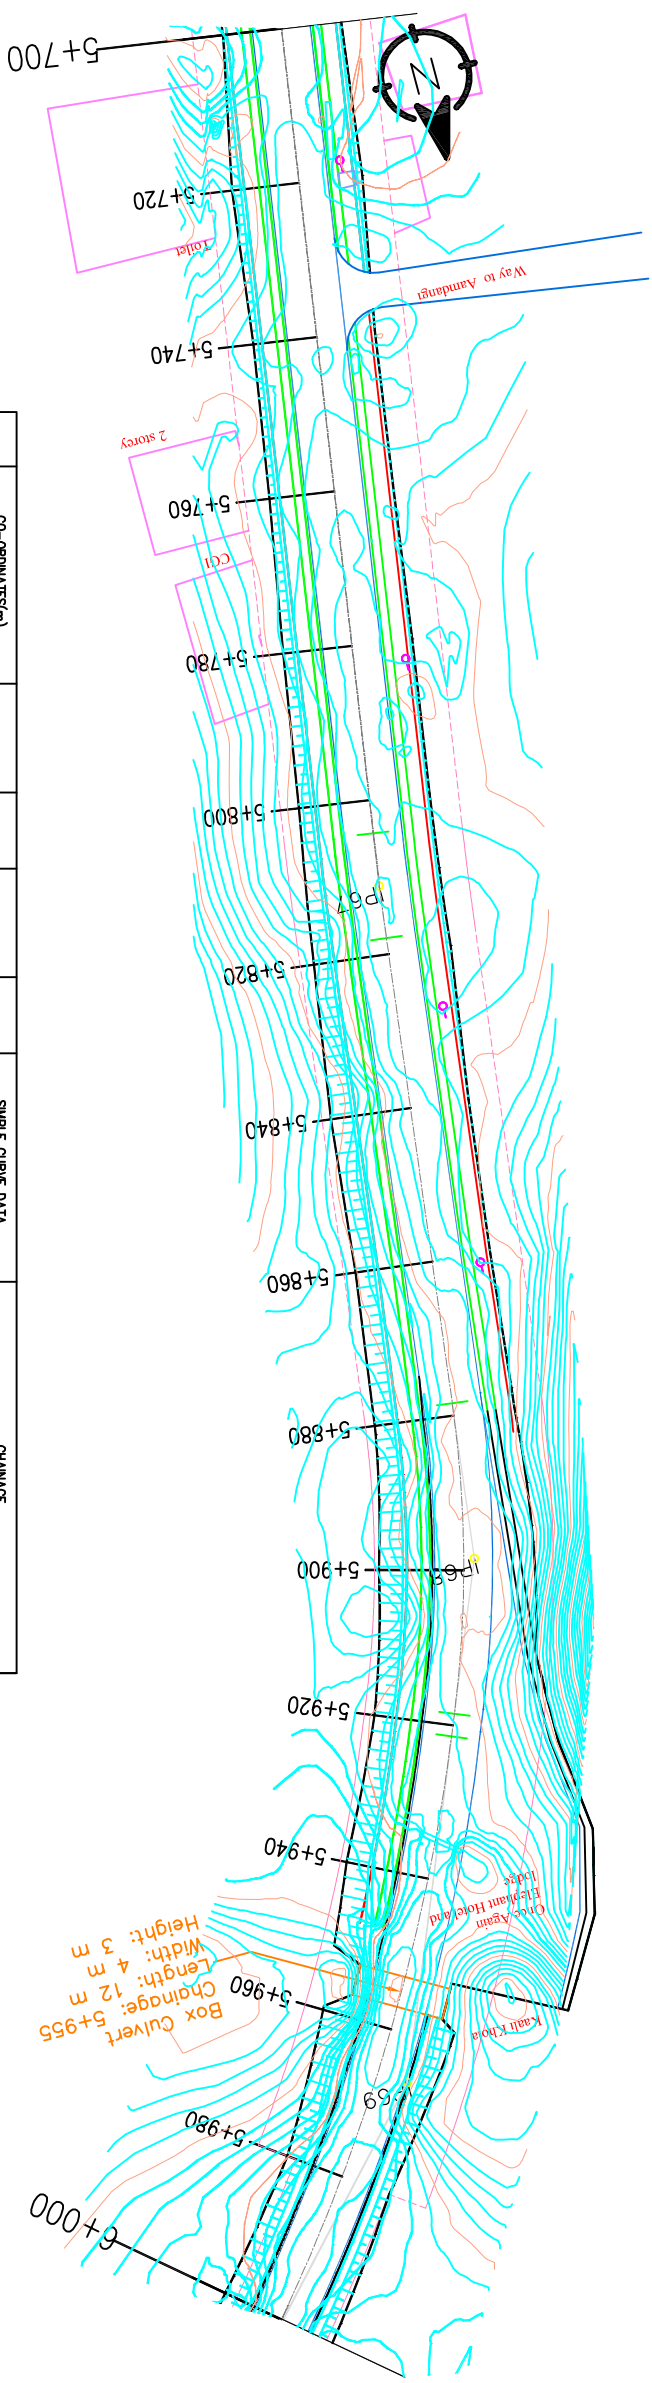 5+700
N
5+720
Toilet
Way to Aamdangi
5+740
2 storey
5+760
CGI
5+780
5+800
IP67
5+820
5+840
5+860
5+880
5+900
IP68
5+920
5+940
Once Again
Elephant Hotel and
lodge
Box Culvert
Chainage: 5+955
Length: 12 m
Width: 4 m
Height: 3 m
5+960
Kaali Khola
IP69
5+980
6+000
CO-ORDINATES(m)
SIMPLE CURVE DATA
CHAINAGE